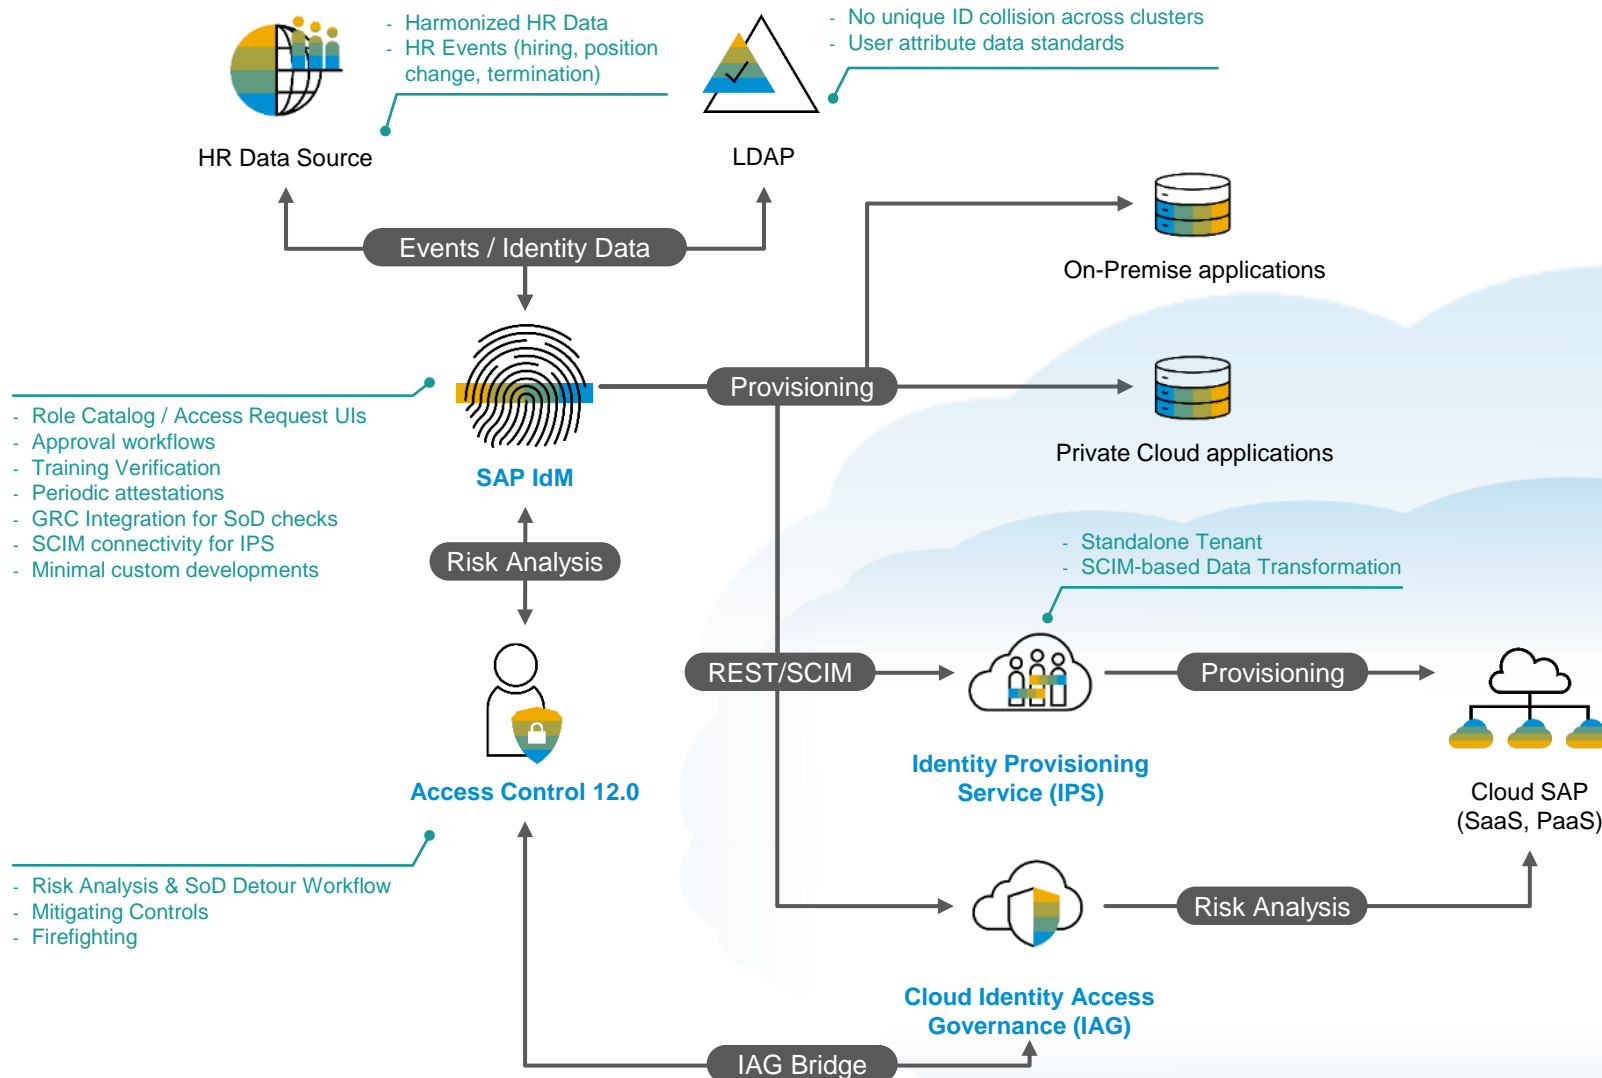 - Harmonized HR Data
- HR Events (hiring, position
change, termination)
- No unique ID collision across clusters
- User attribute data standards
HR Data Source
LDAP
Events / Identity Data
On-Premise applications
Provisioning
Private Cloud applications
SAP IdM
- Role Catalog / Access Request UIs
- Approval workflows
- Training Verification
- Periodic attestations
- GRC Integration for SoD checks
- SCIM connectivity for IPS
- Minimal custom developments
Risk Analysis
- Standalone Tenant
- SCIM-based Data Transformation
REST/SCIM
Provisioning
Access Control 12.0
Identity Provisioning
Service (IPS)
Cloud SAP
(SaaS, PaaS)
- Risk Analysis & SoD Detour Workflow
- Mitigating Controls
- Firefighting
Risk Analysis
Cloud Identity Access
Governance (IAG)
IAG Bridge